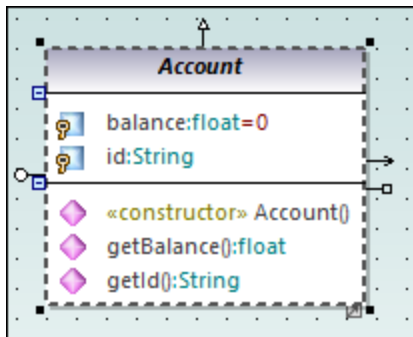 Account
balance:float=0
id:String
«constructor» Account()
getBalance():float
getId():String